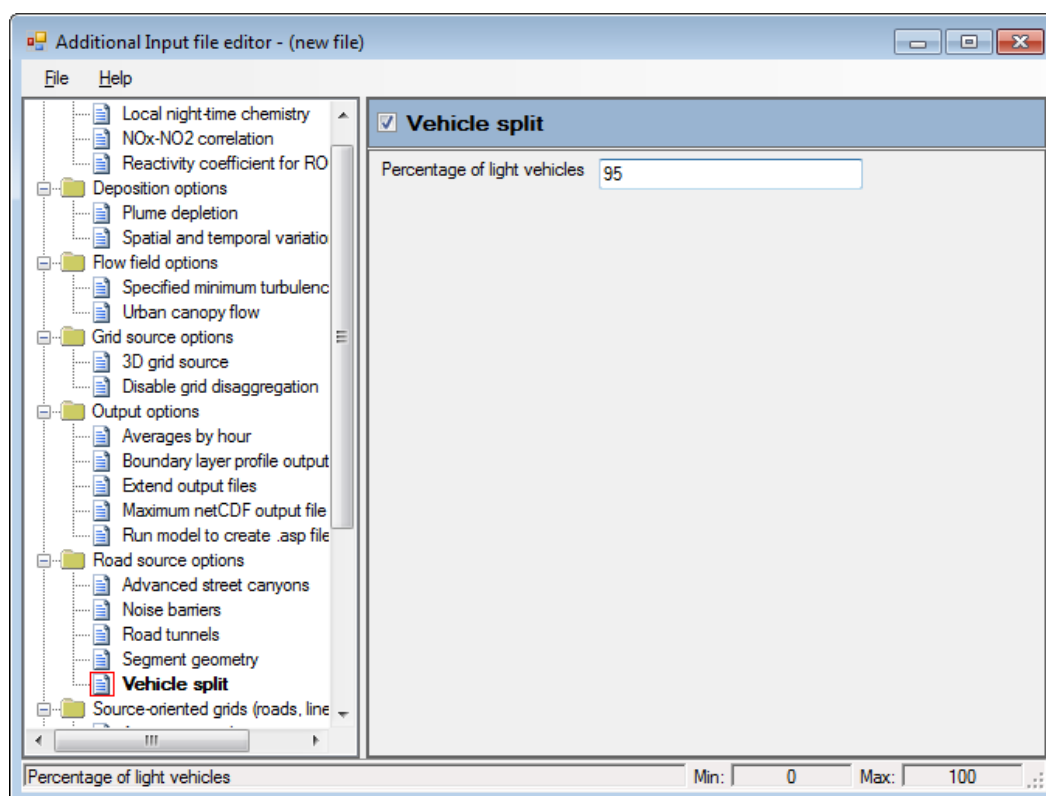 Additional Input file editor - (new file)
File Help
Local night-time chemistry
NOx-NO2 correlation
Reactivity coefficient for RO
Deposition options
Plume depletion
Spatial and temporal variatio
Flow field options
Specified minimum turbulenc
Urban canopy flow
Grid source options
3D grid source
Disable grid disaggregation
Output options
Averages by hour
Boundary layer profile output
Extend output files
Maximum netCDF output file
Run model to create .asp file
Road source options
Advanced street canyons
Noise barriers
Road tunnels
Segment geometry
Vehicle split
Source-oriented grids (roads, line
Vehicle split
Percentage of light vehicles 95
Percentage of light vehicles Min: 0 Max: 100